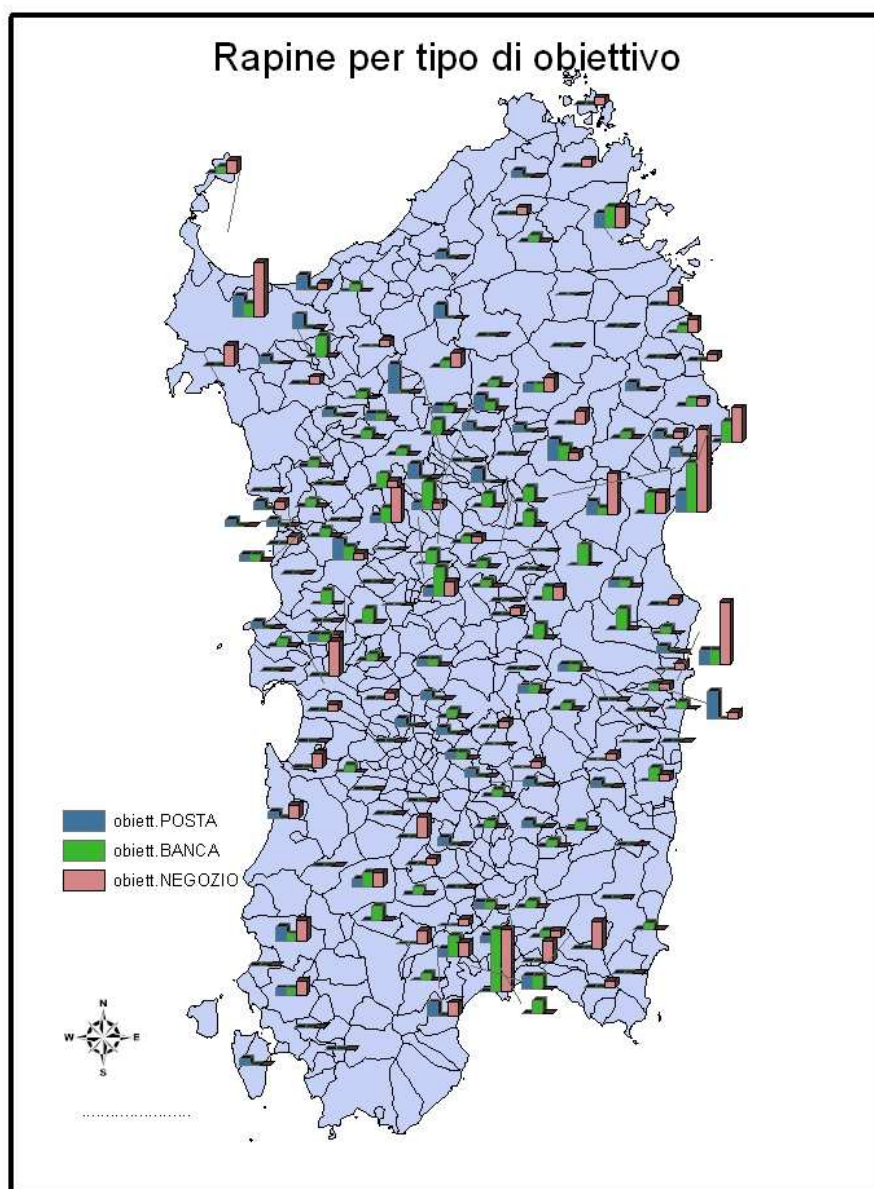 Rapine per tipo di obiettivo
obiett.POSTA
obiett.BANCA
obiett.NEGOZIO
N
W E
S